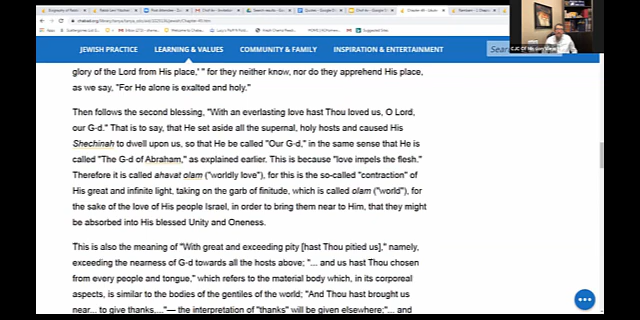 JEWISH PRACTICE LEARNING & VALUES COMMUNITY & FAMILY INSPIRATION & ENTERTAINMENT
glory of the Lord from His place,' " for they neither know, nor do they apprehend His place,
as we say, "For He alone is exalted and holy."
Then follows the second blessing, "With an everlasting love hast Thou loved us, O Lord,
our G-d." That is to say, that He set aside all the supernal, holy hosts and caused His
Shechinah to dwell upon us, so that He be called "Our G-d," in the same sense that He is
called "The G-d of Abraham," as explained earlier. This is because "love impels the flesh."
Therefore it is called ahavat olam ("worldly love"), for this is the so-called "contraction" of
His great and infinite light, taking on the garb of finitude, which is called olam ("world"), for
the sake of the love of His people Israel, in order to bring them near to Him, that they might
be absorbed into His blessed Unity and Oneness.
This is also the meaning of "With great and exceeding pity [hast Thou pitied us]," namely,
exceeding the nearness of G-d towards all the hosts above; "... and us hast Thou chosen
from every people and tongue," which refers to the material body which, in its corporeal
aspects, is similar to the bodies of the gentiles of the world; "And Thou hast brought us
near... to give thanks,..."— the interpretation of "thanks" will be given elsewhere;"... and